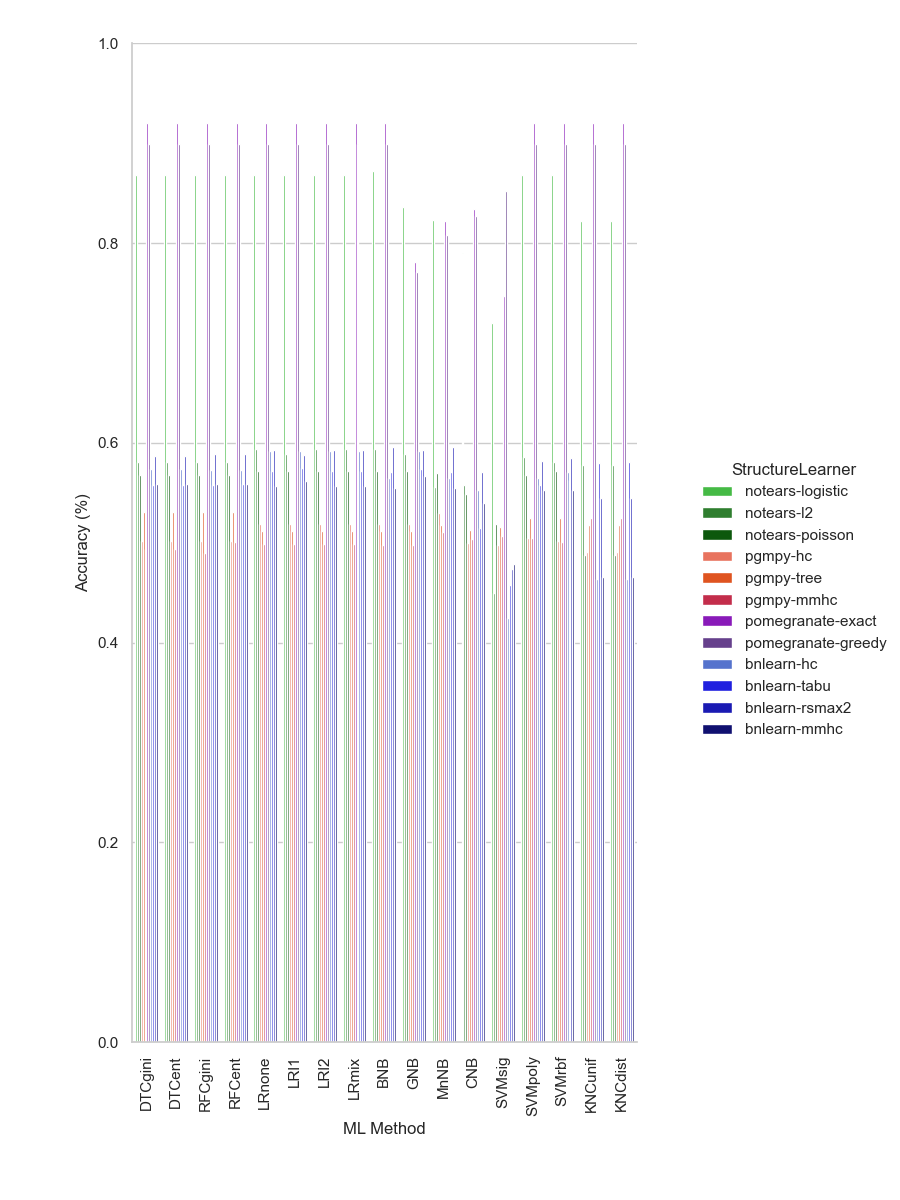 1.0
0.8
0.6
0.4
0.2
0.0
Accuracy (%)
DTCgini
DTCent
RFCgini
RFCent
LRnone
LRl1
LRl2
LRmix
BNB
GNB
MnNB
CNB
SVMsig
SVMpoly
SVMrbf
KNCunif
KNCdist
ML Method
StructureLearner
notears-logistic
notears-l2
notears-poisson
pgmpy-hc
pgmpy-tree
pgmpy-mmhc
pomegranate-exact
pomegranate-greedy
bnlearn-hc
bnlearn-tabu
bnlearn-rsmax2
bnlearn-mmhc